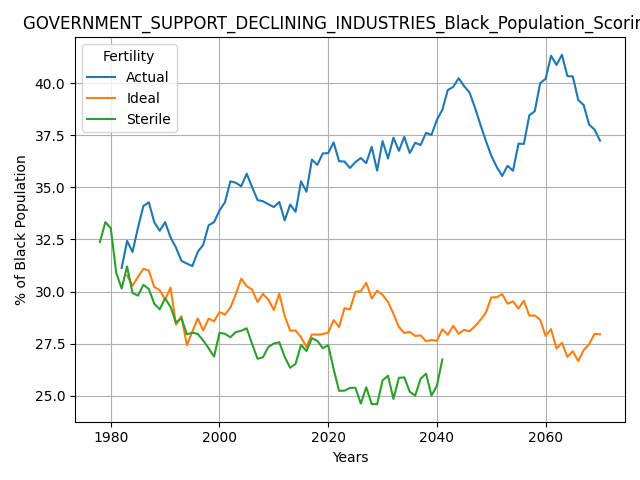 GOVERNMENT_SUPPORT_DECLINING_INDUSTRIES_Black_Population_Scorin
Fertility
Actual
Ideal
Sterile
% of Black Population
40.0
37.5
35.0
32.5
30.0
27.5
25.0
1980 2000 2020 2040 2060
Years